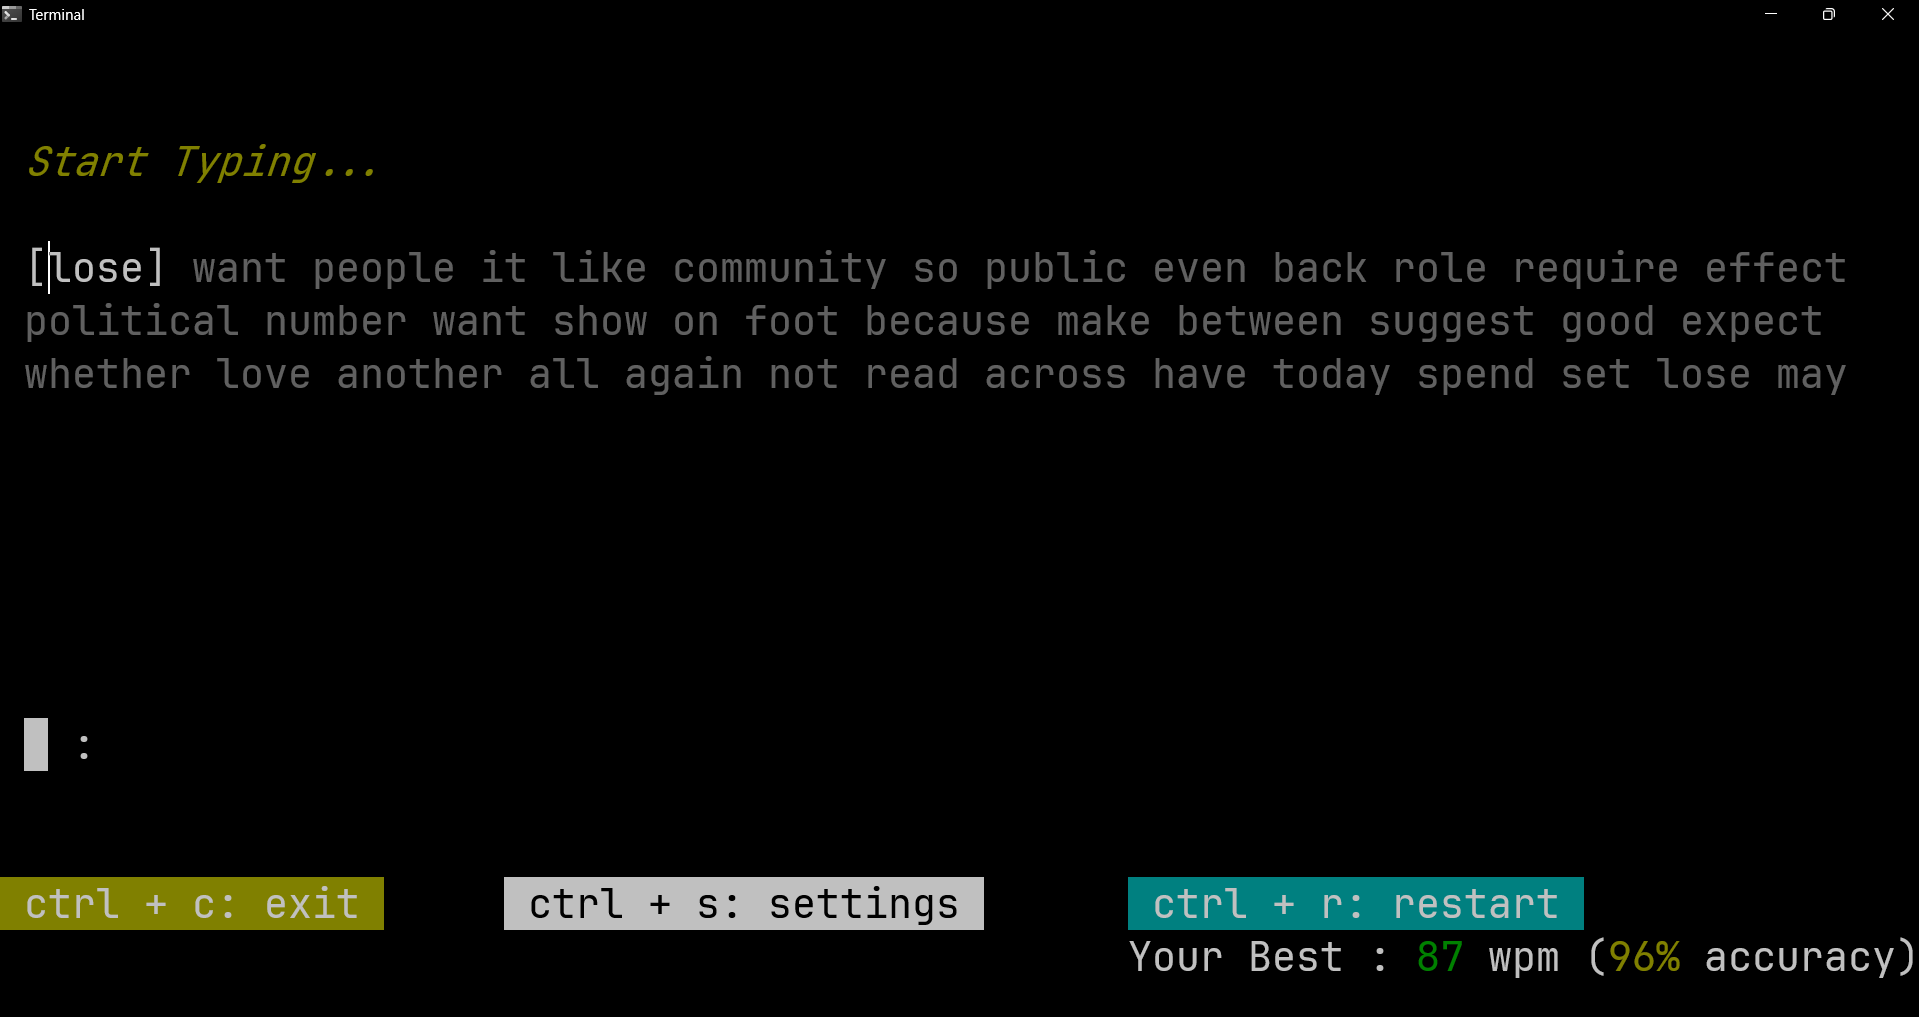 Terminal
Start Typing...
[lose] want people it like community so public even back role require effect
political number want show on foot because make between suggest good expect
whether love another all again not read across have today spend set lose may
:
ctrl + c: exit ctrl + s: settings ctrl + r: restart
Your Best : 87 wpm (96% accuracy)